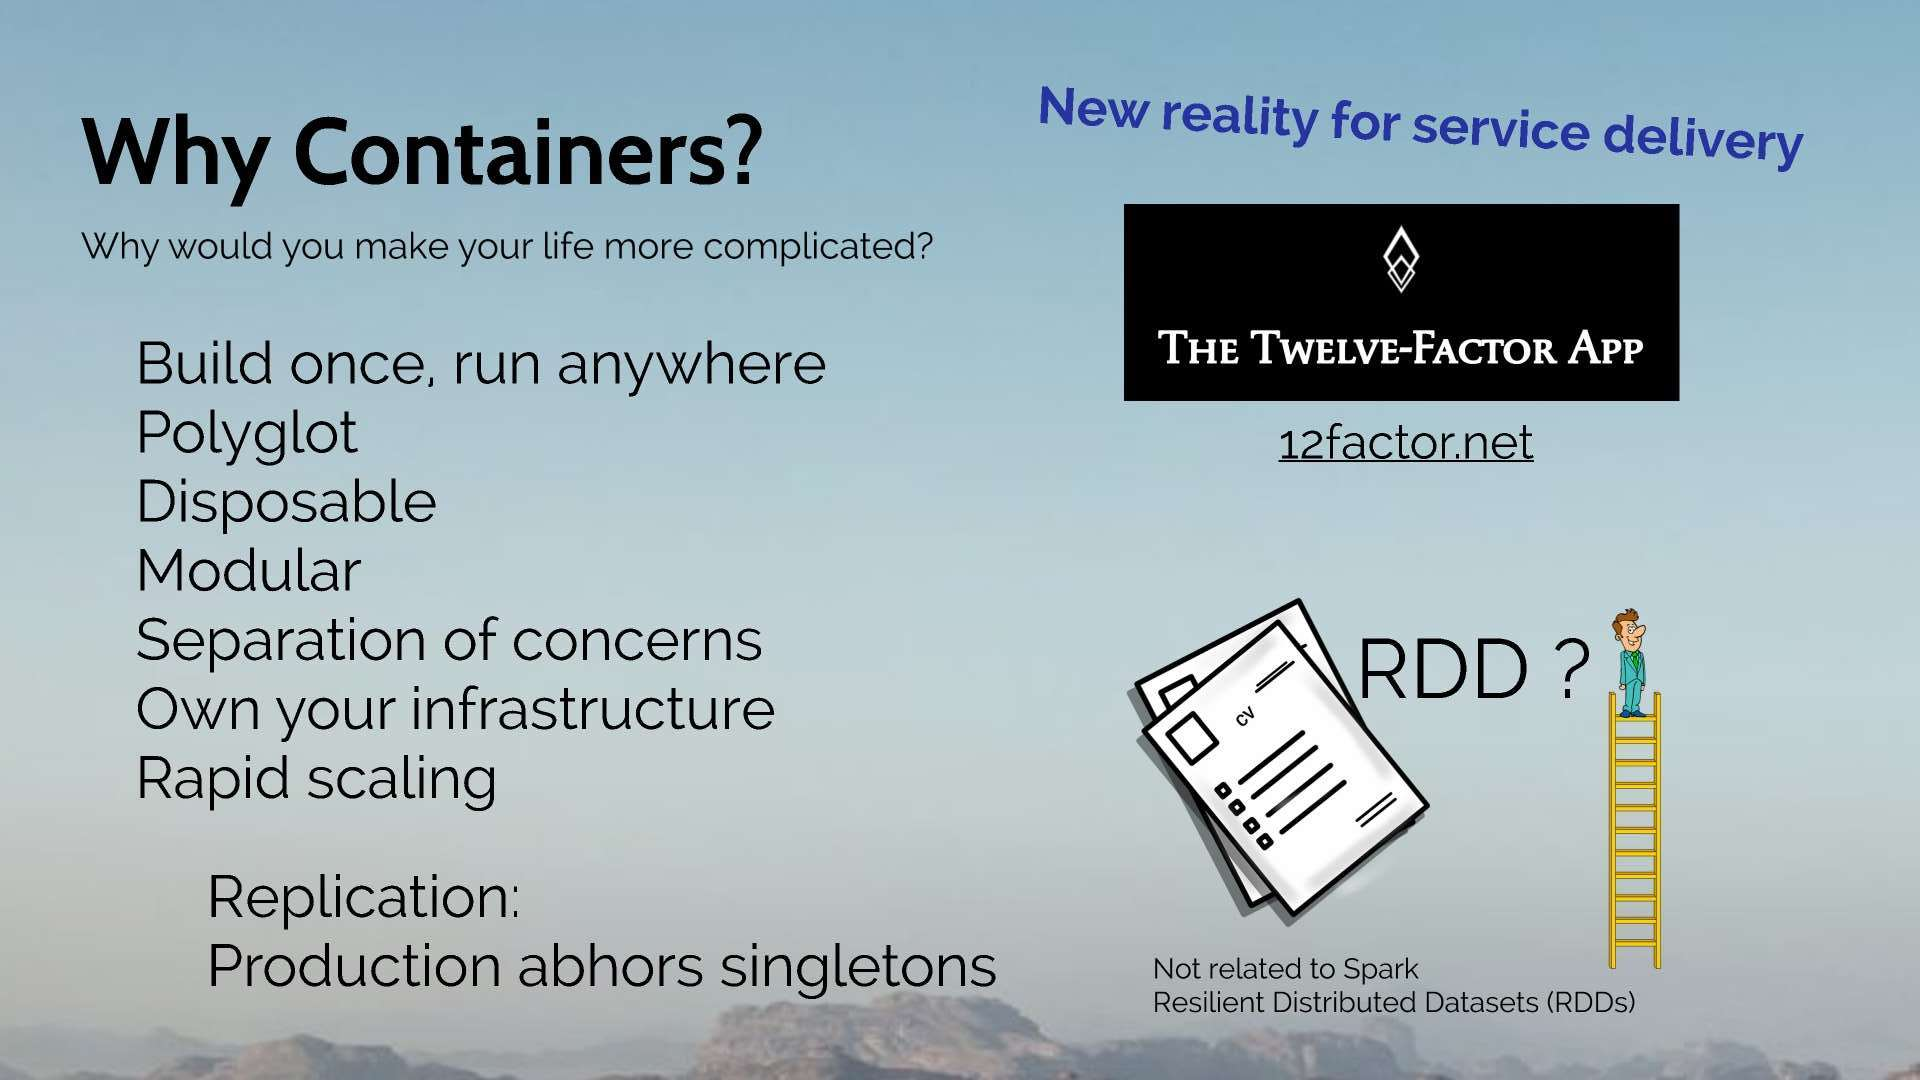 Why Containers?
Why would you make your life more complicated?
Build once, run anywhere
Polyglot
Disposable
Modular
Separation of concerns
Own your infrastructure
Rapid scaling
Replication:
Production abhors singletons
New reality for service delivery
THE TWELVE-FACTOR APP
12factor.net
CV
RDD ?
Not related to Spark
Resilient Distributed Datasets (RDDs)